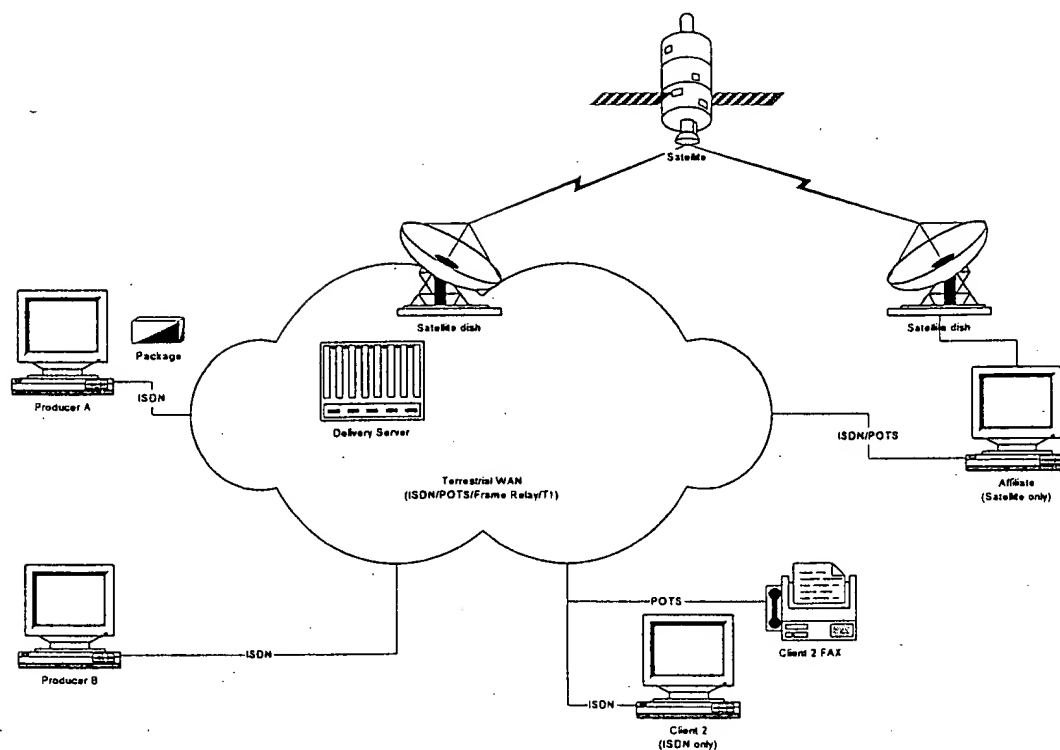 Satellite
Satellite dish
Satellite dish
Package
Producer A
ISDN
Delivery Server
ISDN/POTS
Terrestrial WAN
(ISDN/POTS/Frame Relay/T1)
Affiliate
(Satellite only)
POTS
Client 2 FAX
Producer B
ISDN
ISDN
Client 2
(ISDN only)